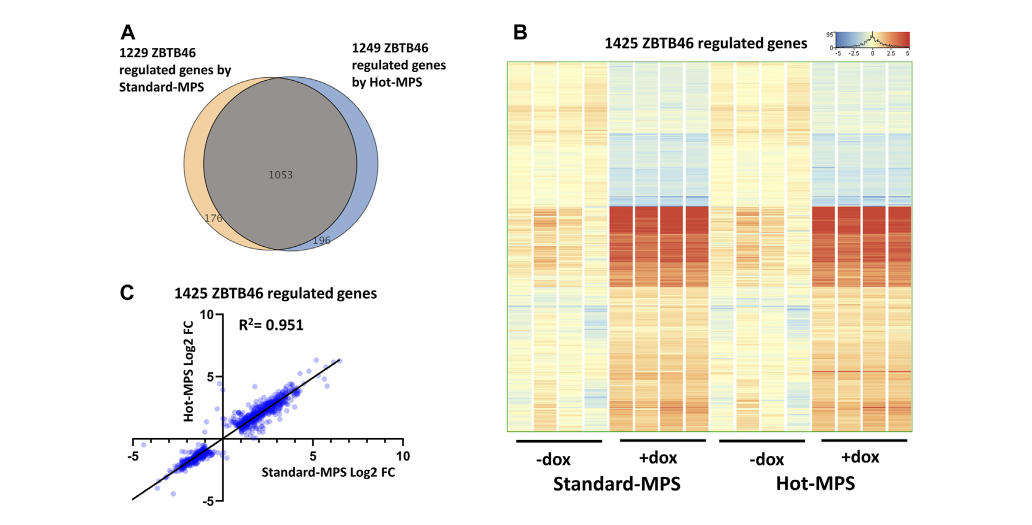 A
1229 ZBTB46
regulated genes by
Standard-MPS
1249 ZBTB46
regulated genes
by Hot-MPS
1053
176
196
B
1425 ZBTB46 regulated genes
95
0
-5 -2.5 0 2.5 5
-dox +dox -dox +dox
Standard-MPS Hot-MPS
C
1425 ZBTB46 regulated genes
R²= 0.951
Hot-MPS Log2 FC
10
5
-5 5 10
Standard-MPS Log2 FC
-5